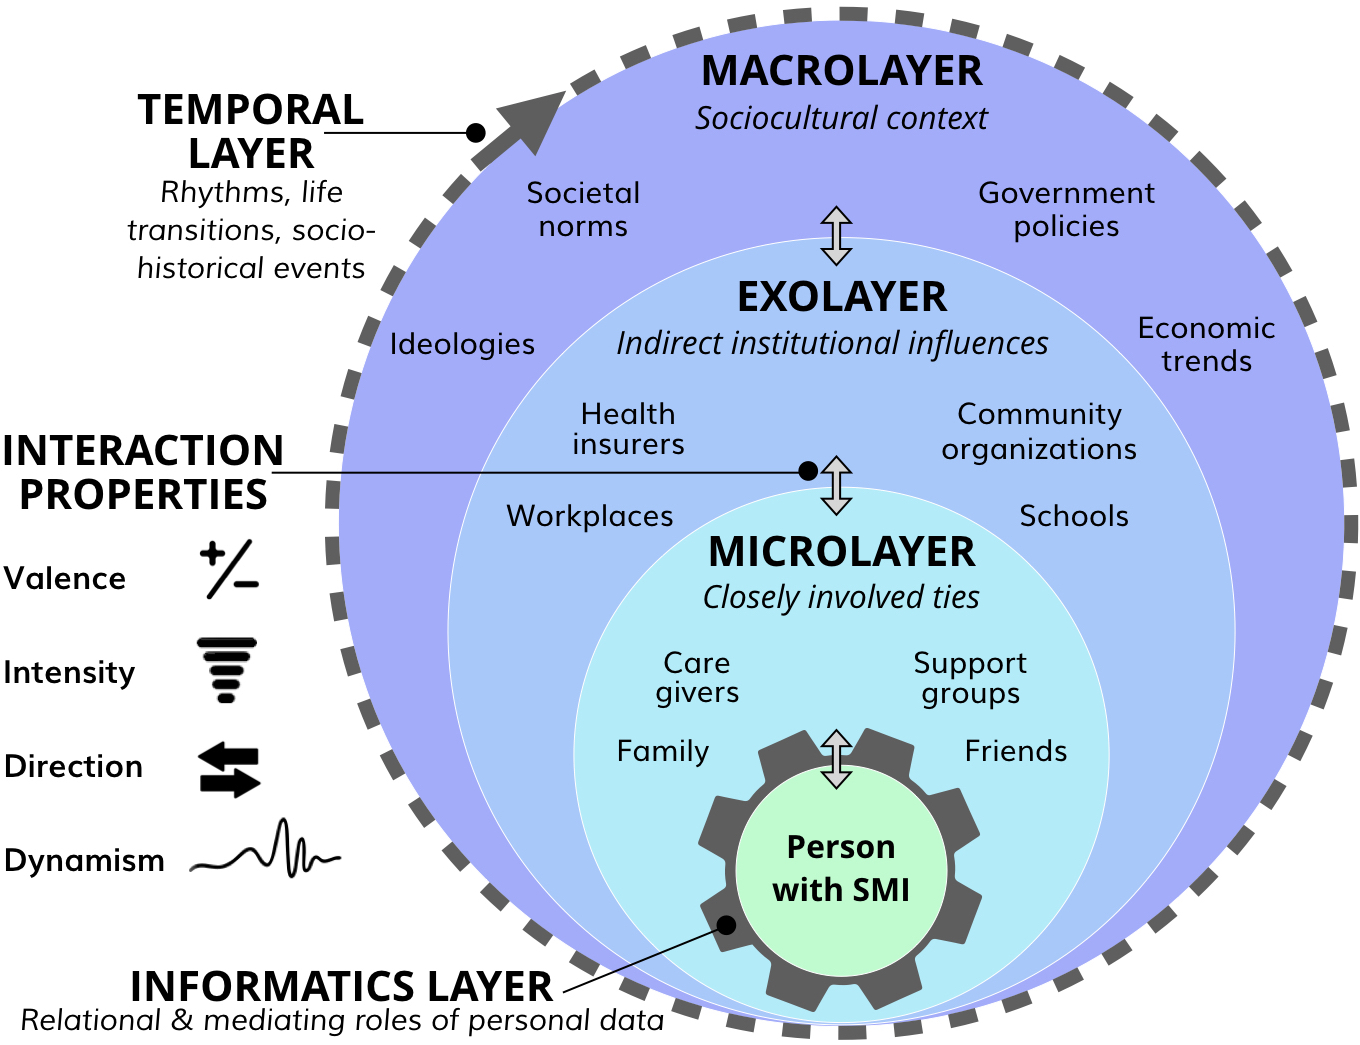 MACROLAYER
Sociocultural context
TEMPORAL
LAYER
Rhythms, life
transitions, socio-
historical events
Societal
norms
Government
policies
Ideologies
Economic
trends
EXOLAYER
Indirect institutional influences
Health
insurers
Community
organizations
Workplaces
Schools
INTERACTION
PROPERTIES
Valence
Intensity
Direction
Dynamism
MICROLAYER
Closely involved ties
Care
givers
Support
groups
Family
Friends
Person
with SMI
INFORMATICS LAYER
Relational & mediating roles of personal data